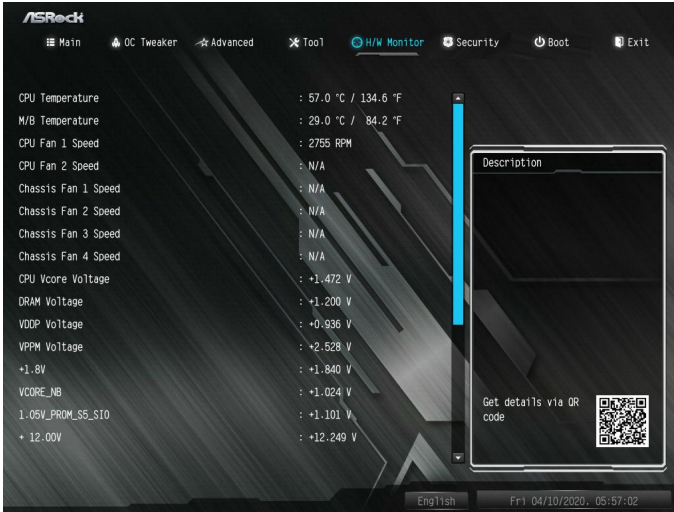 ASRock
Main OC Tweaker Advanced Tool H/W Monitor Security Boot Exit
CPU Temperature : 57.0 °C / 134.6 °F
M/B Temperature : 29.0 °C / 84.2 °F
CPU Fan 1 Speed : 2755 RPM
CPU Fan 2 Speed : N/A
Chassis Fan 1 Speed : N/A
Chassis Fan 2 Speed : N/A
Chassis Fan 3 Speed : N/A
Chassis Fan 4 Speed : N/A
CPU Vcore Voltage : +1.472 V
DRAM Voltage : +1.200 V
VDDP Voltage : +0.936 V
VPPM Voltage : +2.528 V
+1.8V : +1.840 V
VCORE_NB : +1.024 V
1.05V_PROM_S5_SIO : +1.101 V
+ 12.00V : +12.249 V
Description
Get details via QR
code
English Fri 04/10/2020. 05:57:02